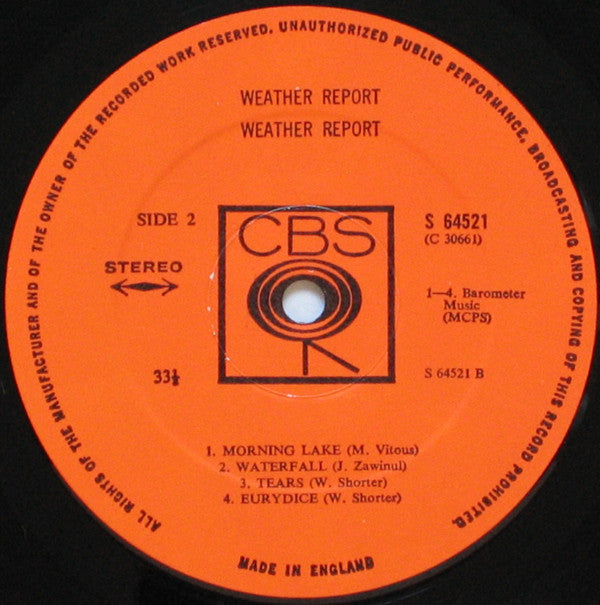 ALL RIGHTS OF THE MANUFACTURER AND OF THE OWNER OF THE RECORDED WORK RESERVED. UNAUTHORIZED PUBLIC PERFORMANCE, BROADCASTING AND COPYING OF THIS RECORD PROHIBITED.
WEATHER REPORT
WEATHER REPORT
SIDE 2
CBS
S 64521
(C 30661)
STEREO
1—4. Barometer
Music
(MCPS)
33⅓
S 64521 B
1. MORNING LAKE (M. Vitous)
2. WATERFALL (J. Zawinul)
3. TEARS (W. Shorter)
4. EURYDICE (W. Shorter)
MADE IN ENGLAND